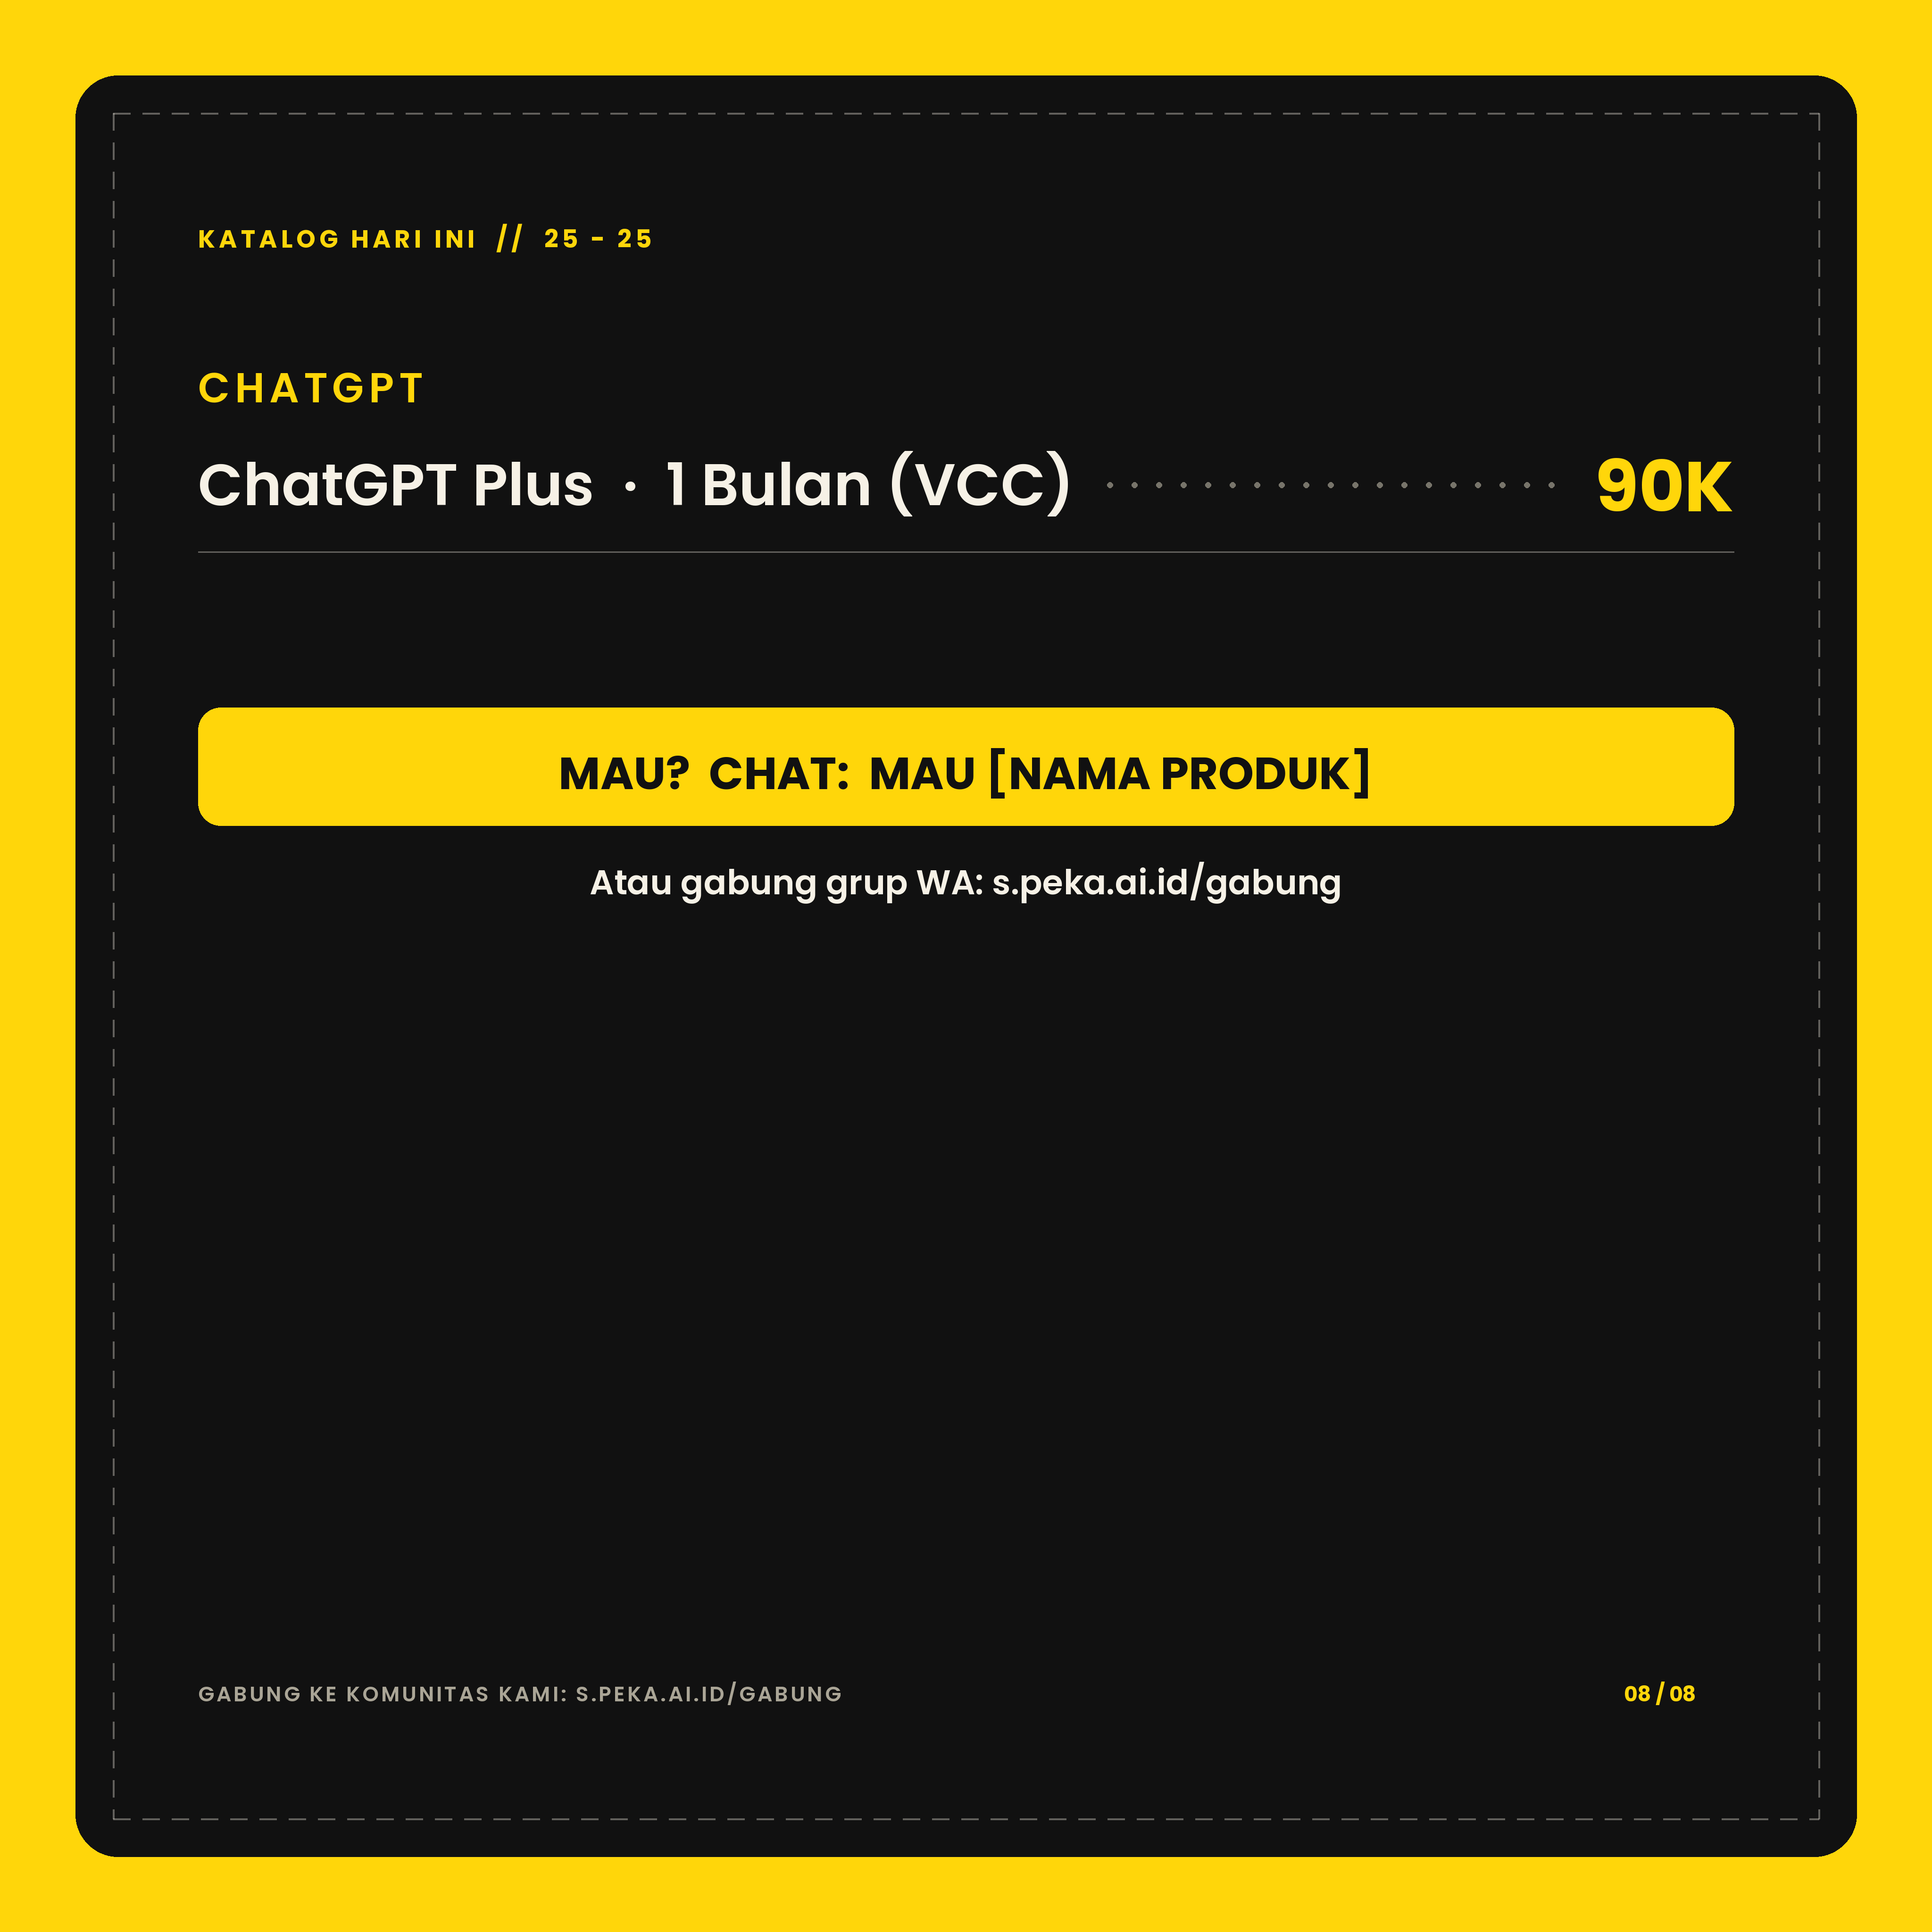 KATALOG HARI INI // 25 - 25
CHATGPT
ChatGPT Plus · 1 Bulan (VCC) 90K
MAU? CHAT: MAU [NAMA PRODUK]
Atau gabung grup WA: s.peka.ai.id/gabung
GABUNG KE KOMUNITAS KAMI: S.PEKA.AI.ID/GABUNG 08 / 08